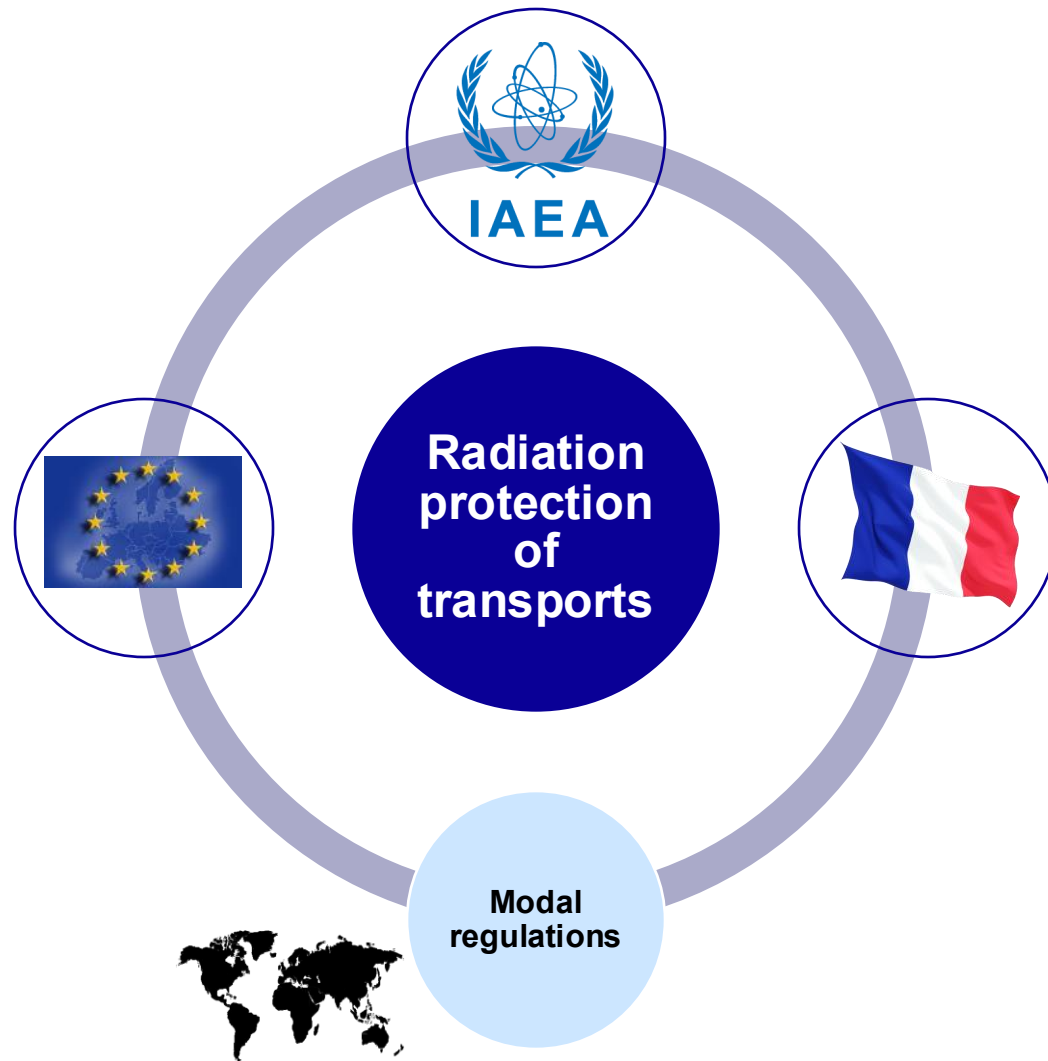 IAEA
Radiation
protection
of
transports
Modal
regulations